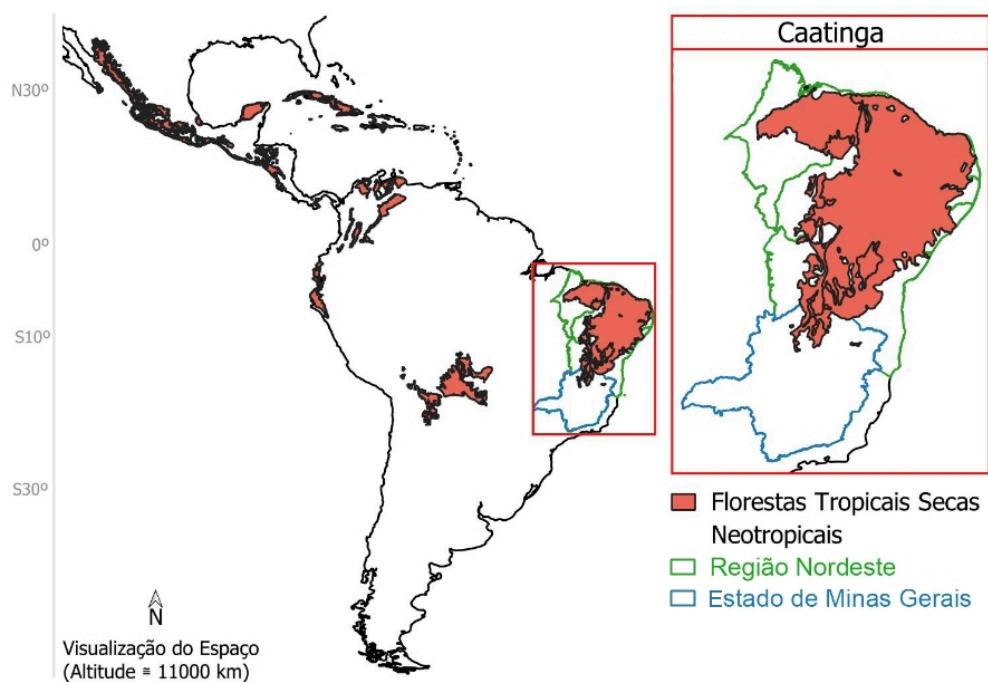 Caatinga
N30º
0º
S10º
S30º
Florestas Tropicais Secas
Neotropicais
Região Nordeste
Estado de Minas Gerais
N
Visualização do Espaço
(Altitude ≅ 11000 km)